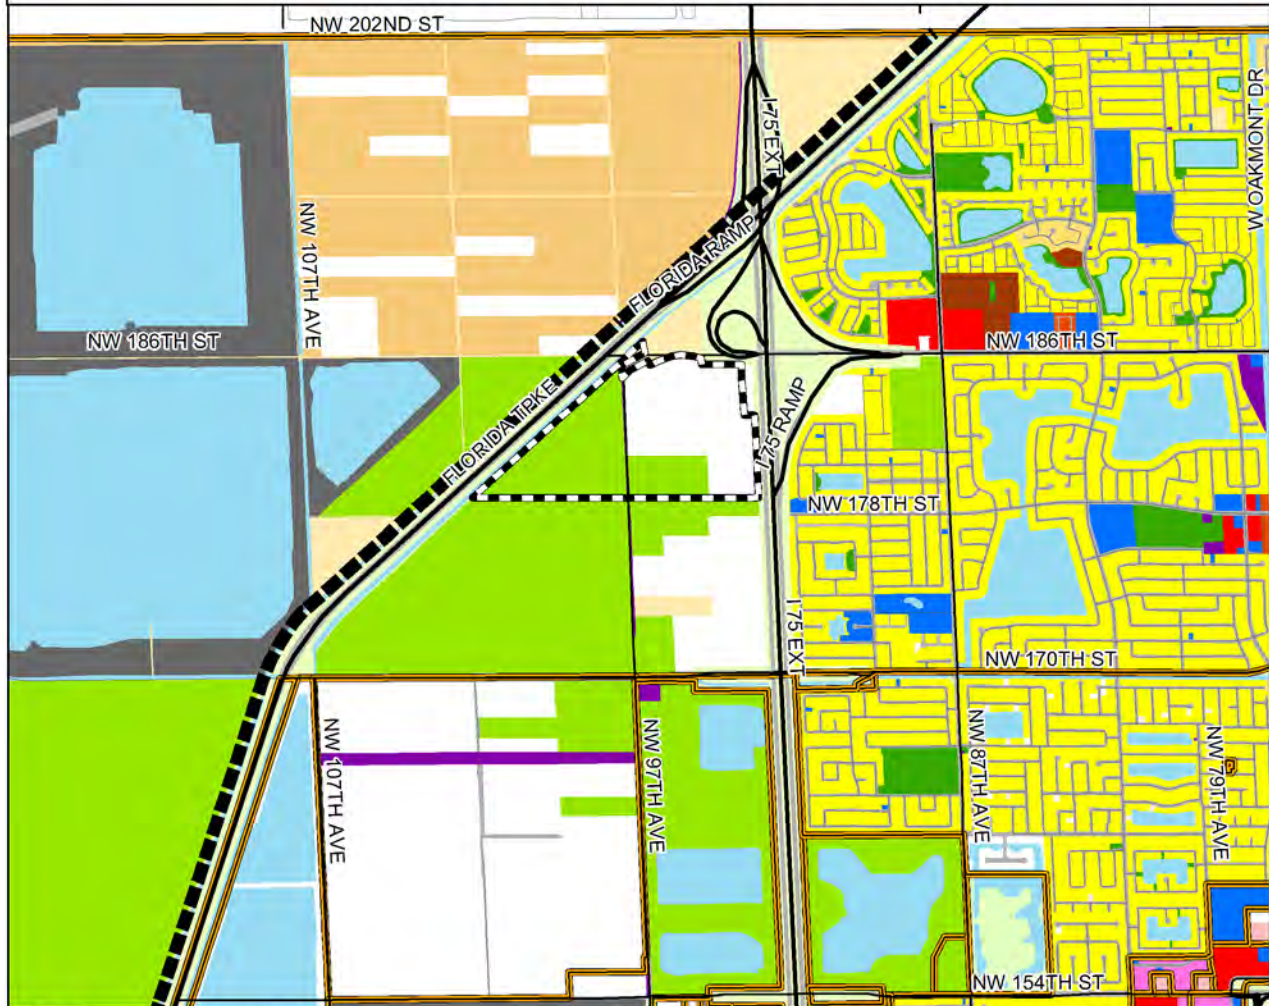 NW 202ND ST
W OAKMONT DR
I 75 EXT
NW 107TH AVE
FLORIDA RAMP
NW 186TH ST
NW 186TH ST
FLORIDA TPKE
I 75 RAMP
NW 178TH ST
I 75 EXT
NW 170TH ST
NW 107TH AVE
NW 97TH AVE
NW 87TH AVE
NW 79TH AVE
NW 154TH ST